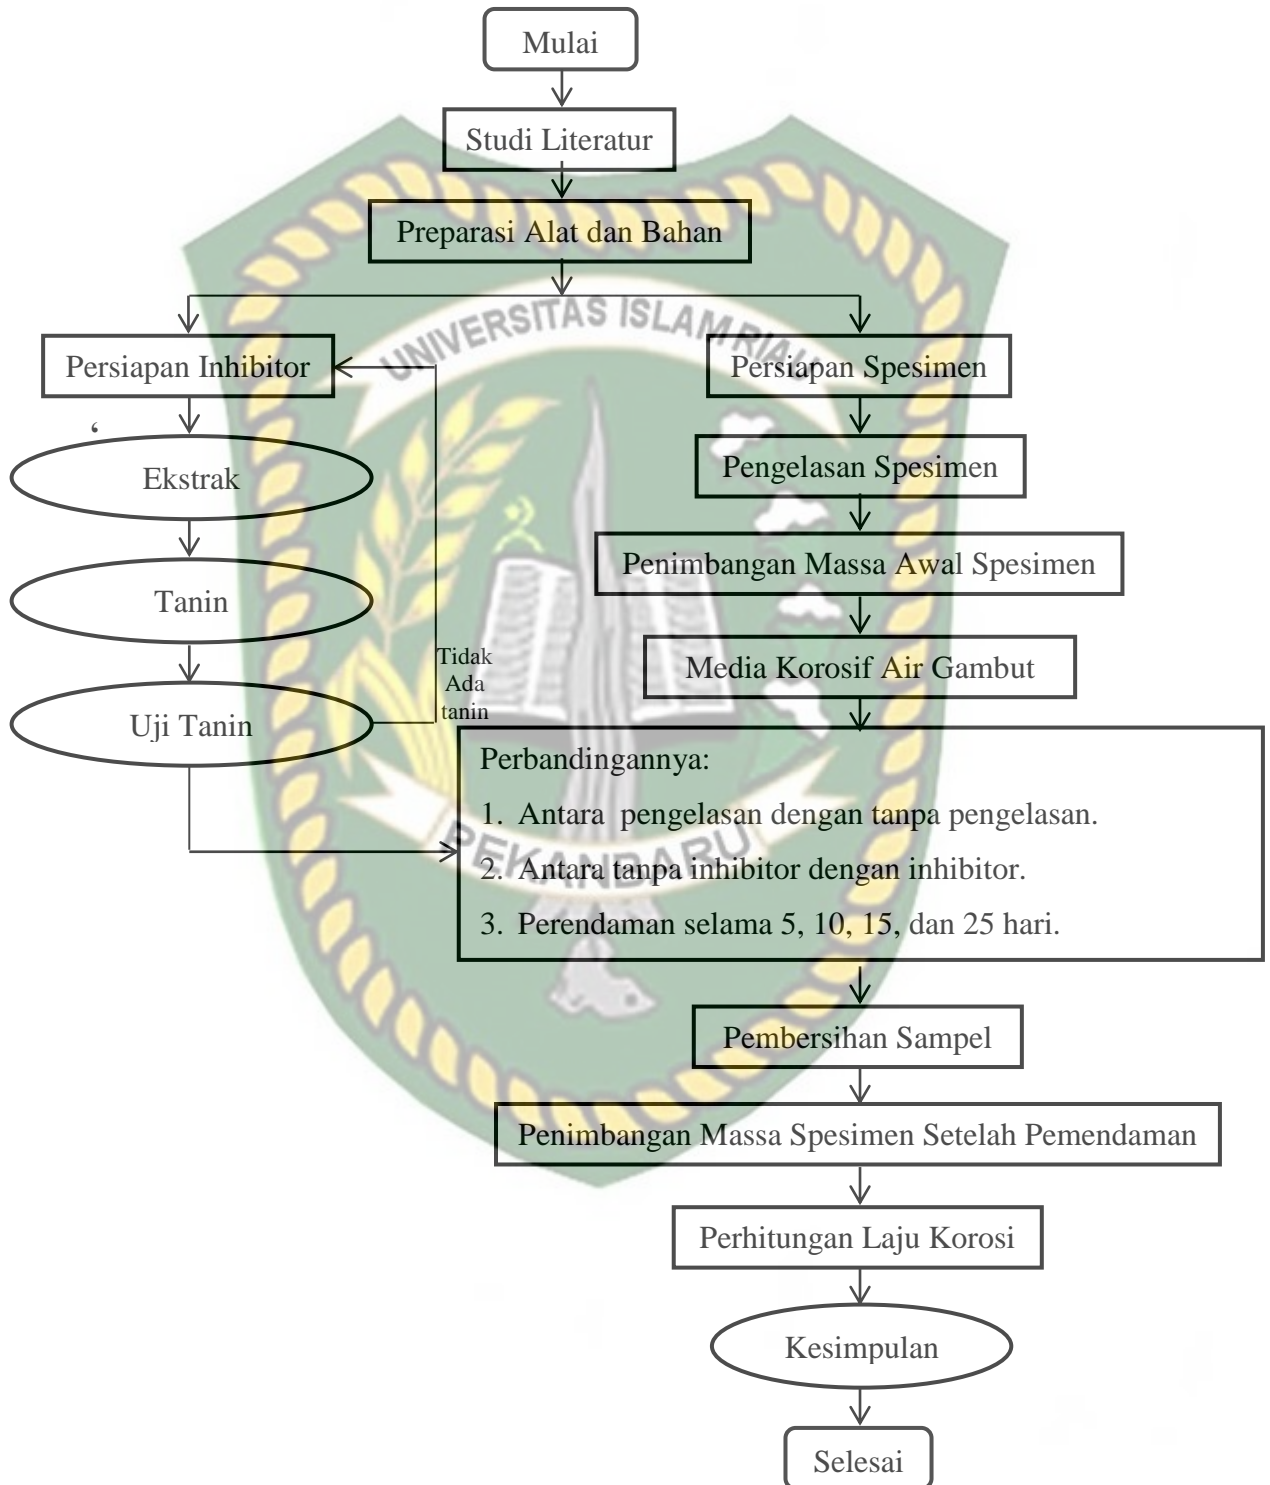 Mulai
Studi Literatur
Preparasi Alat dan Bahan
UNIVERSITAS ISLAM RIAU
Persiapan Inhibitor
Persiapan Spesimen
‘
Ekstrak
Pengelasan Spesimen
Penimbangan Massa Awal Spesimen
Tanin
Tidak
Ada
tanin
Media Korosif Air Gambut
Uji Tanin
Perbandingannya:
1. Antara pengelasan dengan tanpa pengelasan.
2. Antara tanpa inhibitor dengan inhibitor.
3. Perendaman selama 5, 10, 15, dan 25 hari.
PEKANBARU
Pembersihan Sampel
Penimbangan Massa Spesimen Setelah Pemendaman
Perhitungan Laju Korosi
Kesimpulan
Selesai